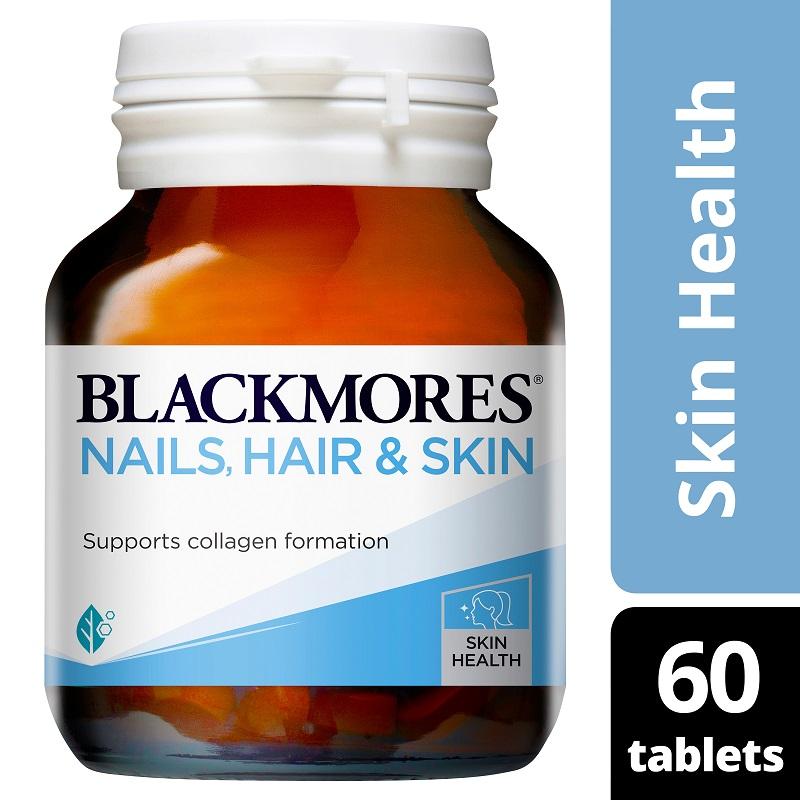 BLACKMORES®
NAILS, HAIR & SKIN
Supports collagen formation
SKIN
HEALTH
Skin Health
60
tablets